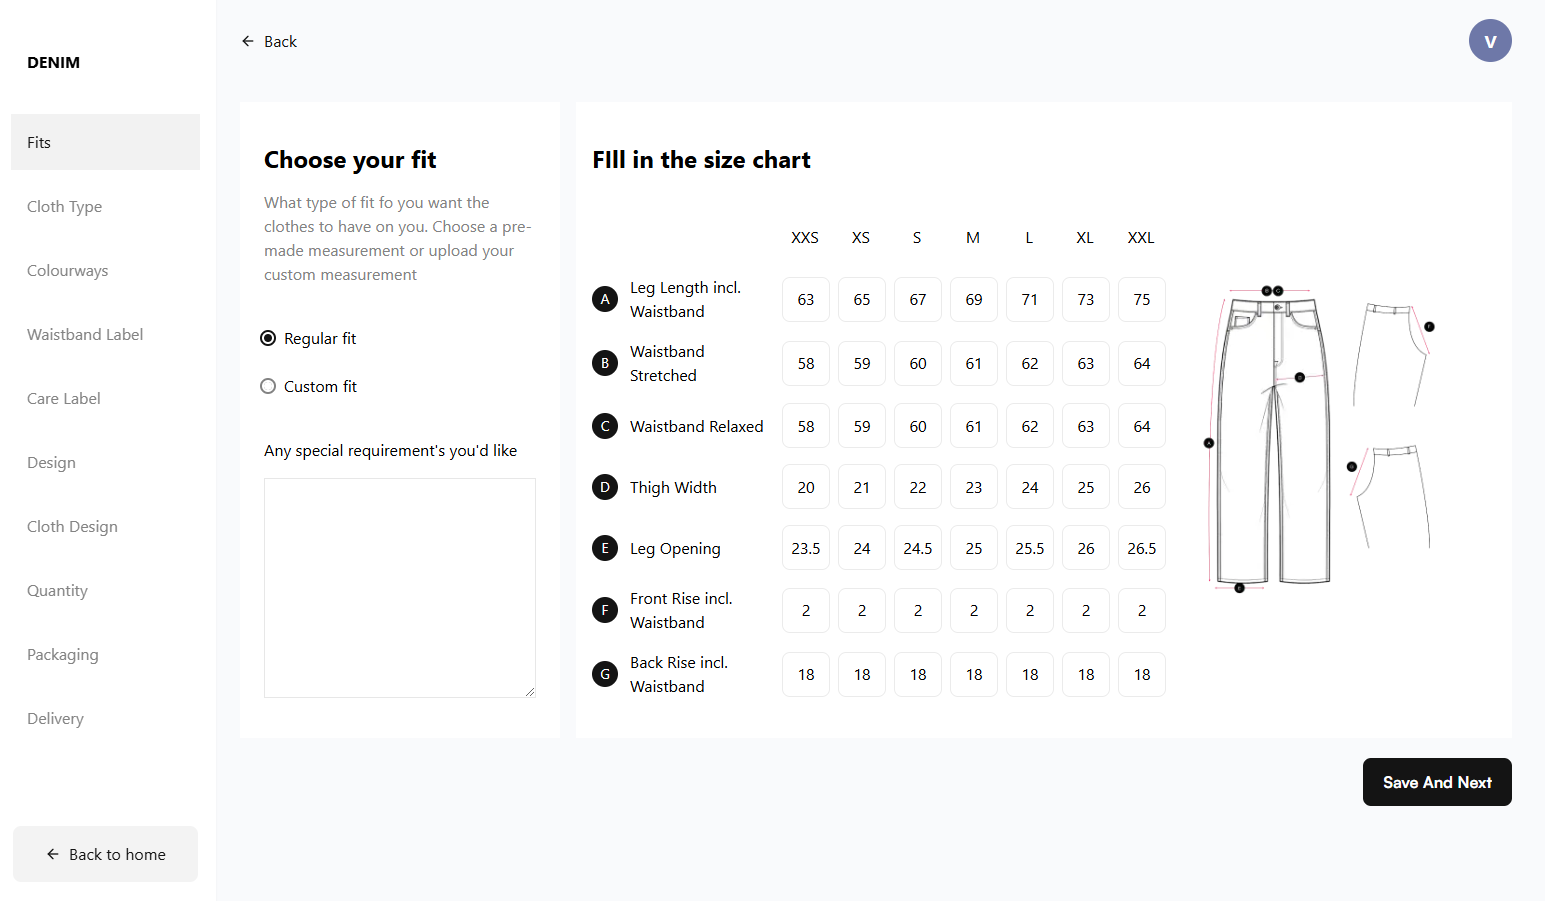 Back
V
DENIM
Fits
Cloth Type
Colourways
Waistband Label
Care Label
Design
Cloth Design
Quantity
Packaging
Delivery
Back to home
Choose your fit
What type of fit fo you want the
clothes to have on you. Choose a pre-
made measurement or upload your
custom measurement
Regular fit
Custom fit
Any special requirement's you'd like
FIll in the size chart
XXS XS S M L XL XXL
A Leg Length incl.
Waistband
63 65 67 69 71 73 75
B Waistband
Stretched
58 59 60 61 62 63 64
C Waistband Relaxed 58 59 60 61 62 63 64
D Thigh Width 20 21 22 23 24 25 26
E Leg Opening 23.5 24 24.5 25 25.5 26 26.5
F Front Rise incl.
Waistband
2 2 2 2 2 2 2
G Back Rise incl.
Waistband
18 18 18 18 18 18 18
Save And Next